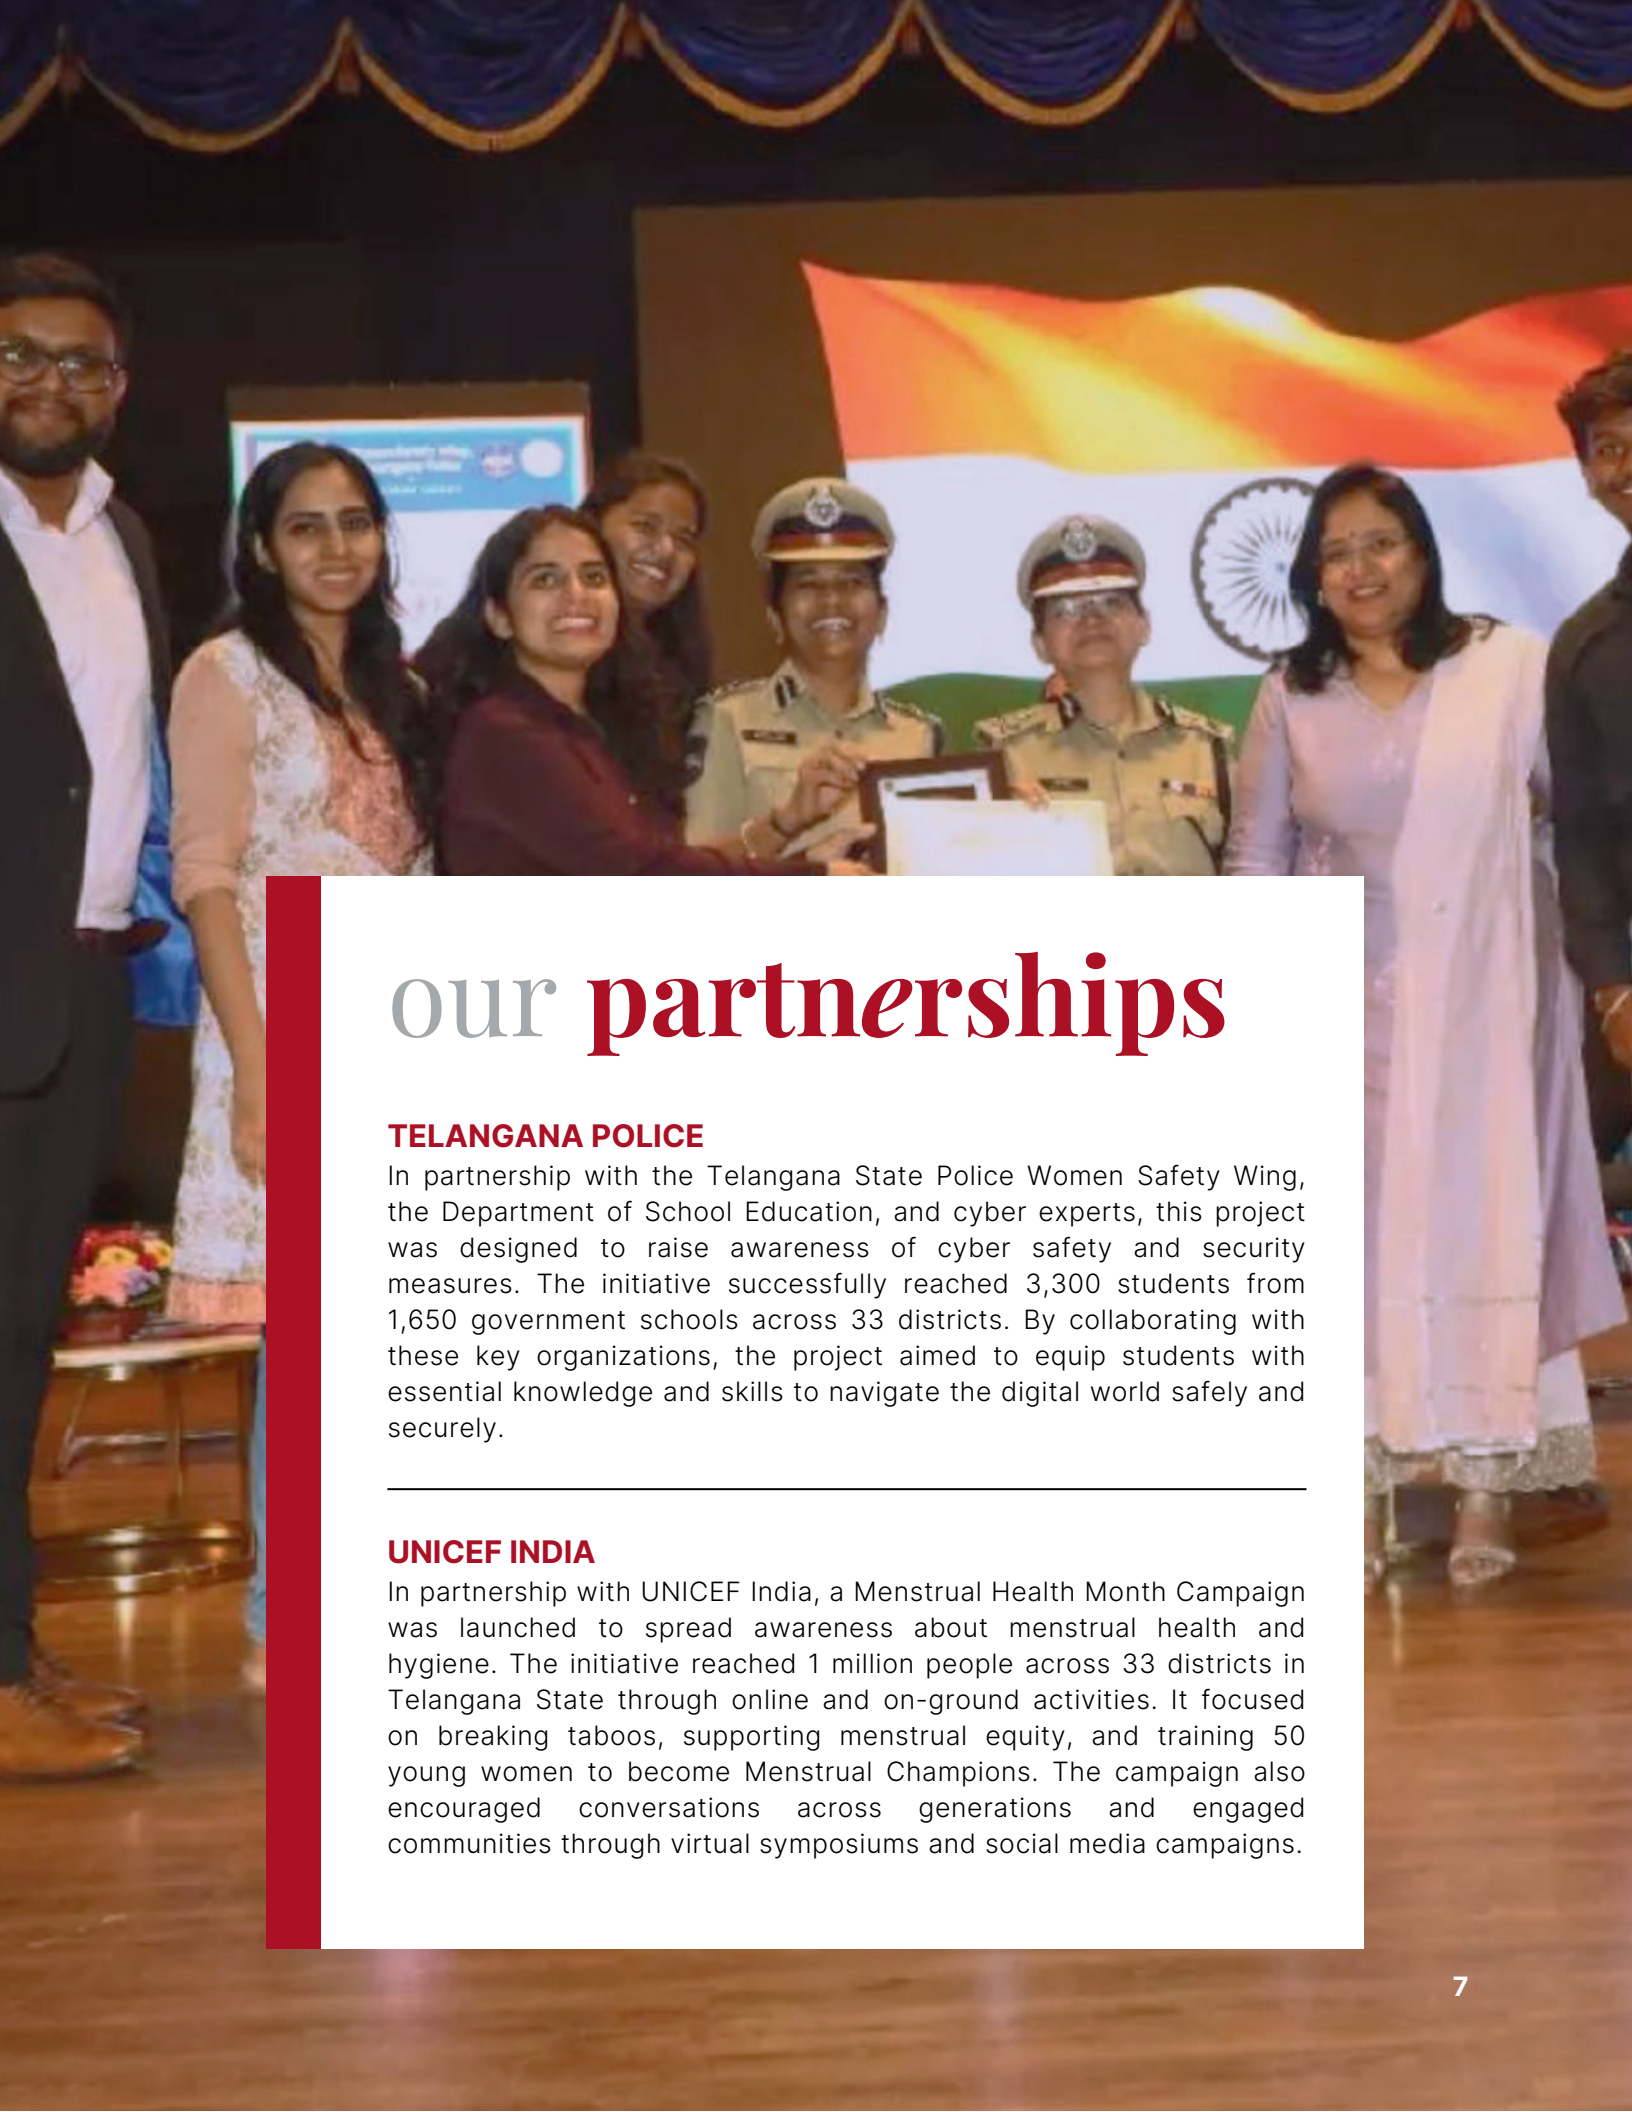 our partnerships
TELANGANA POLICE
In partnership with the Telangana State Police Women Safety Wing,
the Department of School Education, and cyber experts, this project
was designed to raise awareness of cyber safety and security
measures. The initiative successfully reached 3,300 students from
1,650 government schools across 33 districts. By collaborating with
these key organizations, the project aimed to equip students with
essential knowledge and skills to navigate the digital world safely and
securely.
UNICEF INDIA
In partnership with UNICEF India, a Menstrual Health Month Campaign
was launched to spread awareness about menstrual health and
hygiene. The initiative reached 1 million people across 33 districts in
Telangana State through online and on-ground activities. It focused
on breaking taboos, supporting menstrual equity, and training 50
young women to become Menstrual Champions. The campaign also
encouraged conversations across generations and engaged
communities through virtual symposiums and social media campaigns.
7